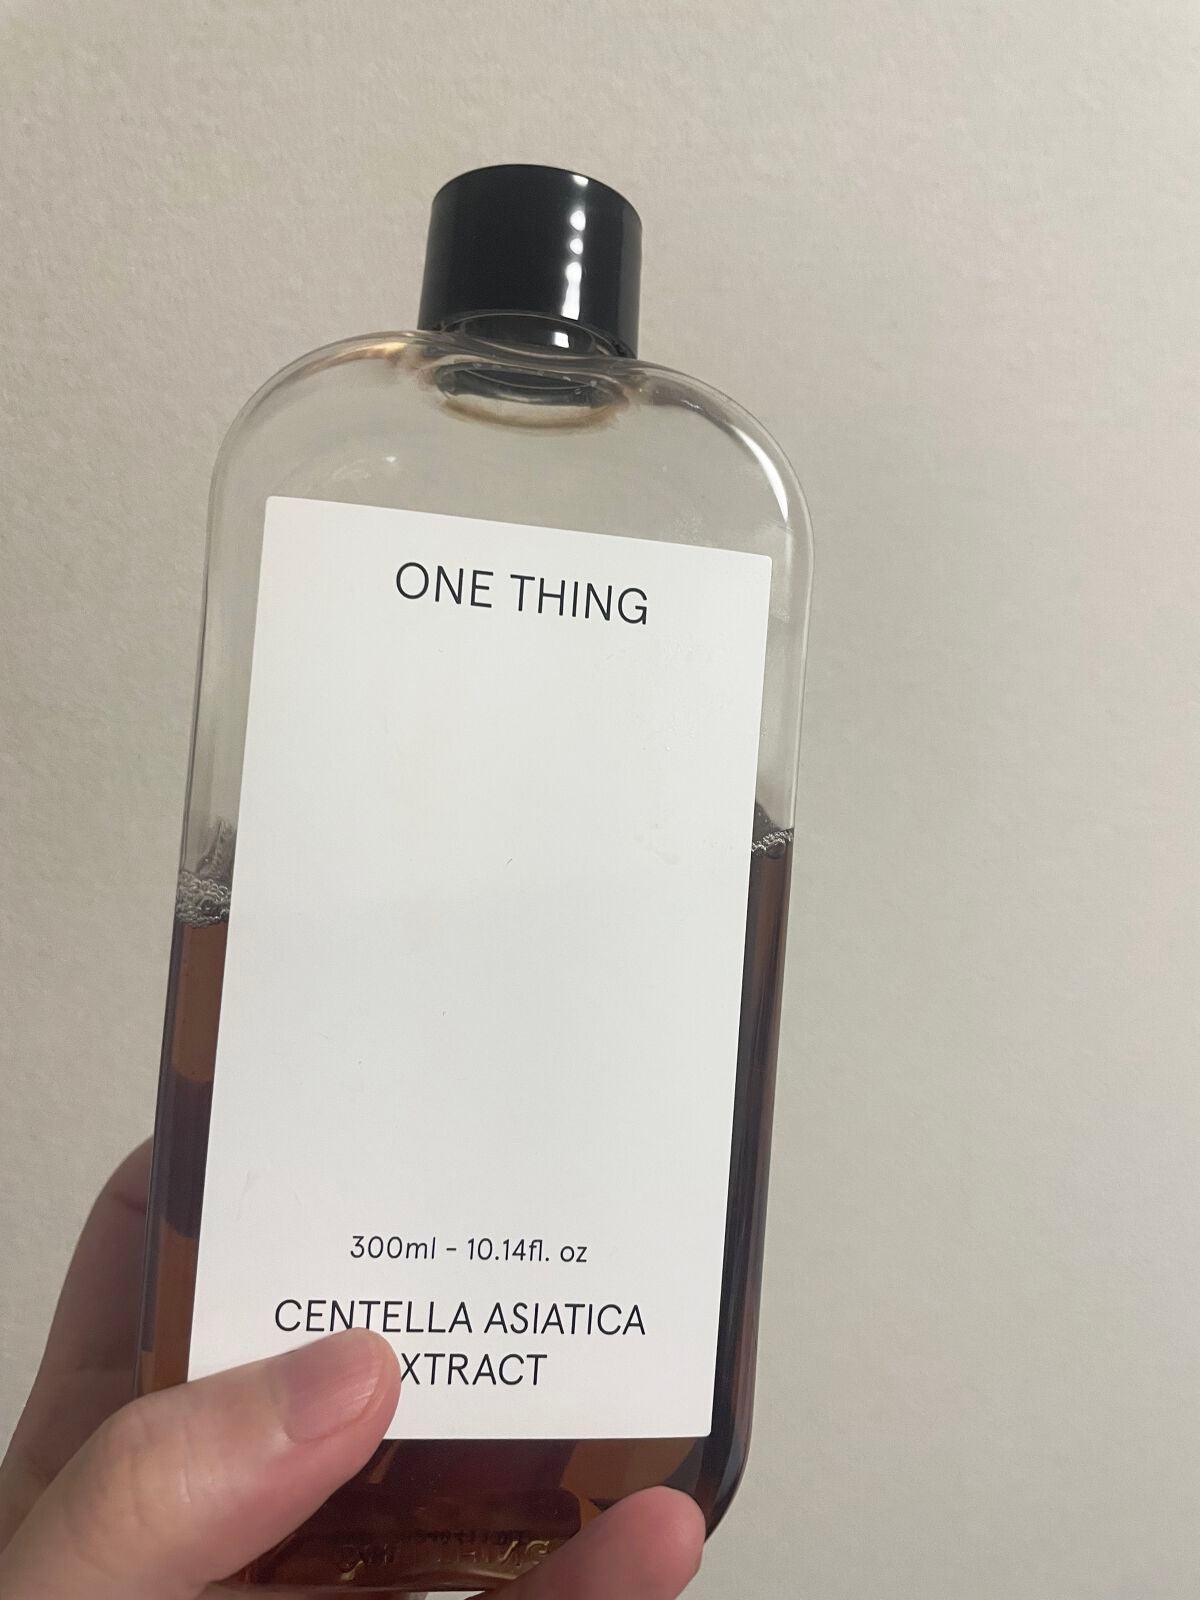 ONE THING
300ml - 10.14fl. oz
CENTELLA ASIATICA
XTRACT